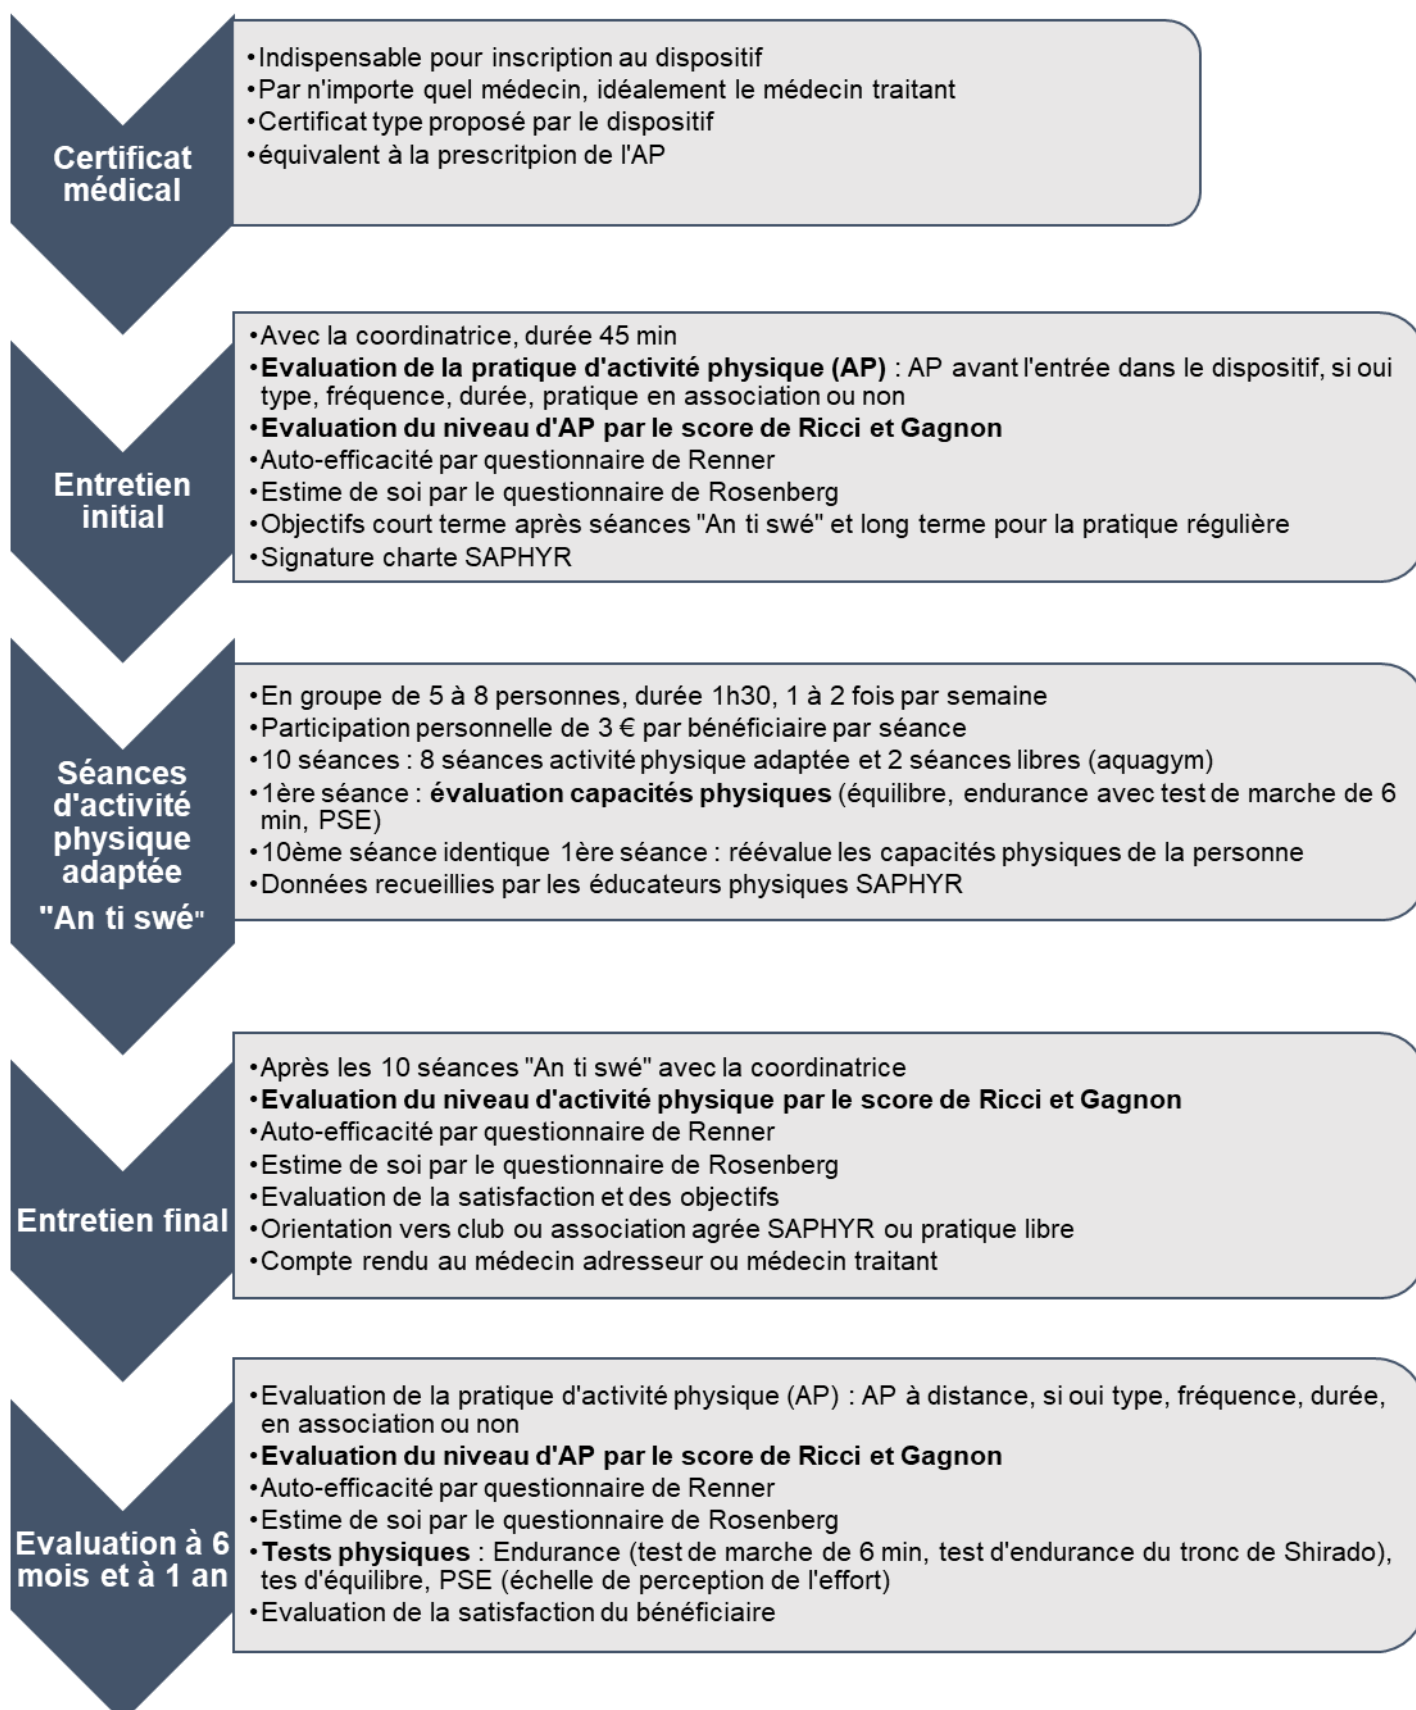 Certificat
médical
•Indispensable pour inscription au dispositif
•Par n'importe quel médecin, idéalement le médecin traitant
•Certificat type proposé par le dispositif
•équivalent à la prescritpion de l'AP
Entretien
initial
•Avec la coordinatrice, durée 45 min
•Evaluation de la pratique d'activité physique (AP) : AP avant l'entrée dans le dispositif, si oui
type, fréquence, durée, pratique en association ou non
•Evaluation du niveau d'AP par le score de Ricci et Gagnon
•Auto-efficacité par questionnaire de Renner
•Estime de soi par le questionnaire de Rosenberg
•Objectifs court terme après séances "An ti swé" et long terme pour la pratique régulière
•Signature charte SAPHYR
Séances
d'activité
physique
adaptée
"An ti swé"
•En groupe de 5 à 8 personnes, durée 1h30, 1 à 2 fois par semaine
•Participation personnelle de 3 € par bénéficiaire par séance
•10 séances : 8 séances activité physique adaptée et 2 séances libres (aquagym)
•1ère séance : évaluation capacités physiques (équilibre, endurance avec test de marche de 6
min, PSE)
•10ème séance identique 1ère séance : réévalue les capacités physiques de la personne
•Données recueillies par les éducateurs physiques SAPHYR
Entretien final
•Après les 10 séances "An ti swé" avec la coordinatrice
•Evaluation du niveau d'activité physique par le score de Ricci et Gagnon
•Auto-efficacité par questionnaire de Renner
•Estime de soi par le questionnaire de Rosenberg
•Evaluation de la satisfaction et des objectifs
•Orientation vers club ou association agrée SAPHYR ou pratique libre
•Compte rendu au médecin adresseur ou médecin traitant
Evaluation à 6
mois et à 1 an
•Evaluation de la pratique d'activité physique (AP) : AP à distance, si oui type, fréquence, durée,
en association ou non
•Evaluation du niveau d'AP par le score de Ricci et Gagnon
•Auto-efficacité par questionnaire de Renner
•Estime de soi par le questionnaire de Rosenberg
•Tests physiques : Endurance (test de marche de 6 min, test d'endurance du tronc de Shirado),
tes d'équilibre, PSE (échelle de perception de l'effort)
•Evaluation de la satisfaction du bénéficiaire